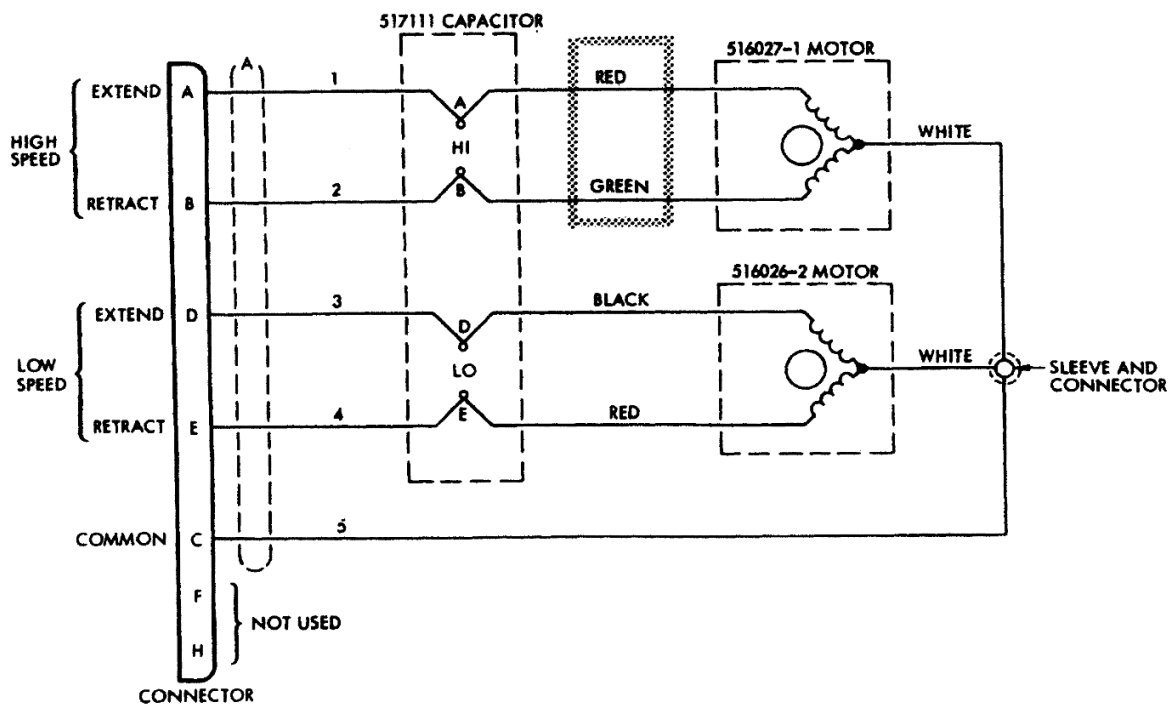 517111 CAPACITOR
516027-1 MOTOR
A
1
RED
EXTEND
A
A
HIGH
SPEED
HI
WHITE
2
B
GREEN
RETRACT
B
516026-2 MOTOR
3
BLACK
EXTEND
D
D
LOW
SPEED
LO
WHITE
SLEEVE AND
CONNECTOR
4
E
RED
RETRACT
E
5
COMMON
C
F
NOT USED
H
CONNECTOR